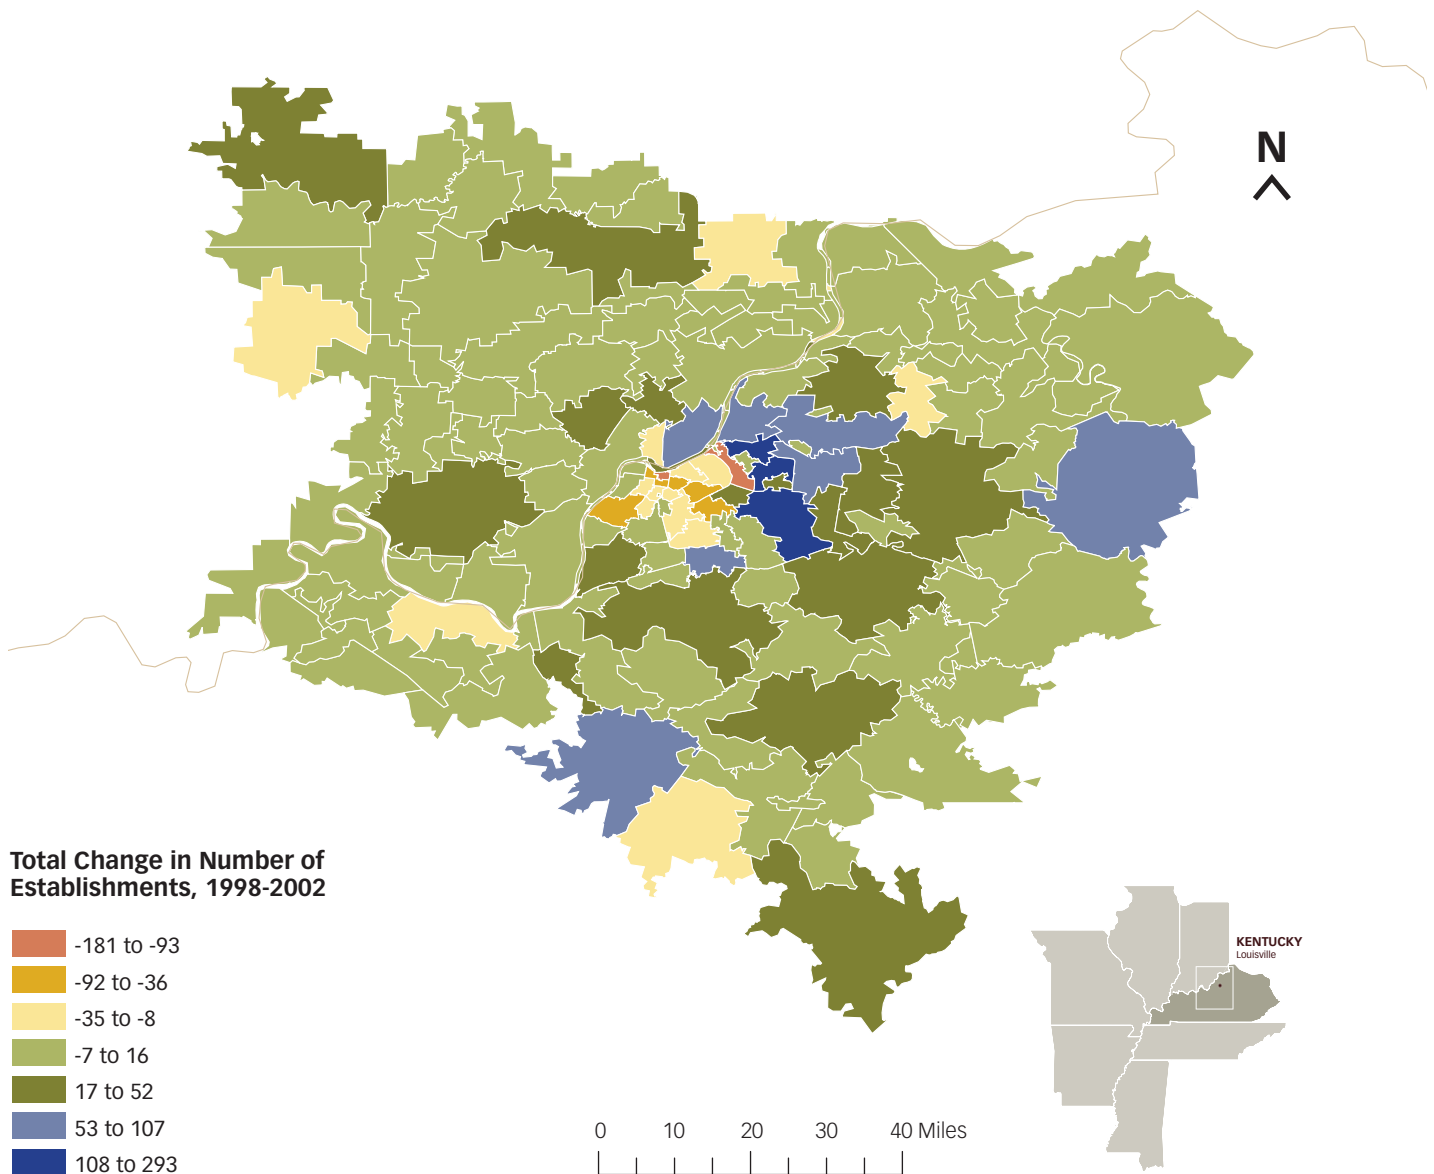 N
Total Change in Number of
Establishments, 1998-2002
-181 to -93
-92 to -36
-35 to -8
-7 to 16
17 to 52
53 to 107
108 to 293
0 10 20 30 40 Miles
KENTUCKY
Louisville